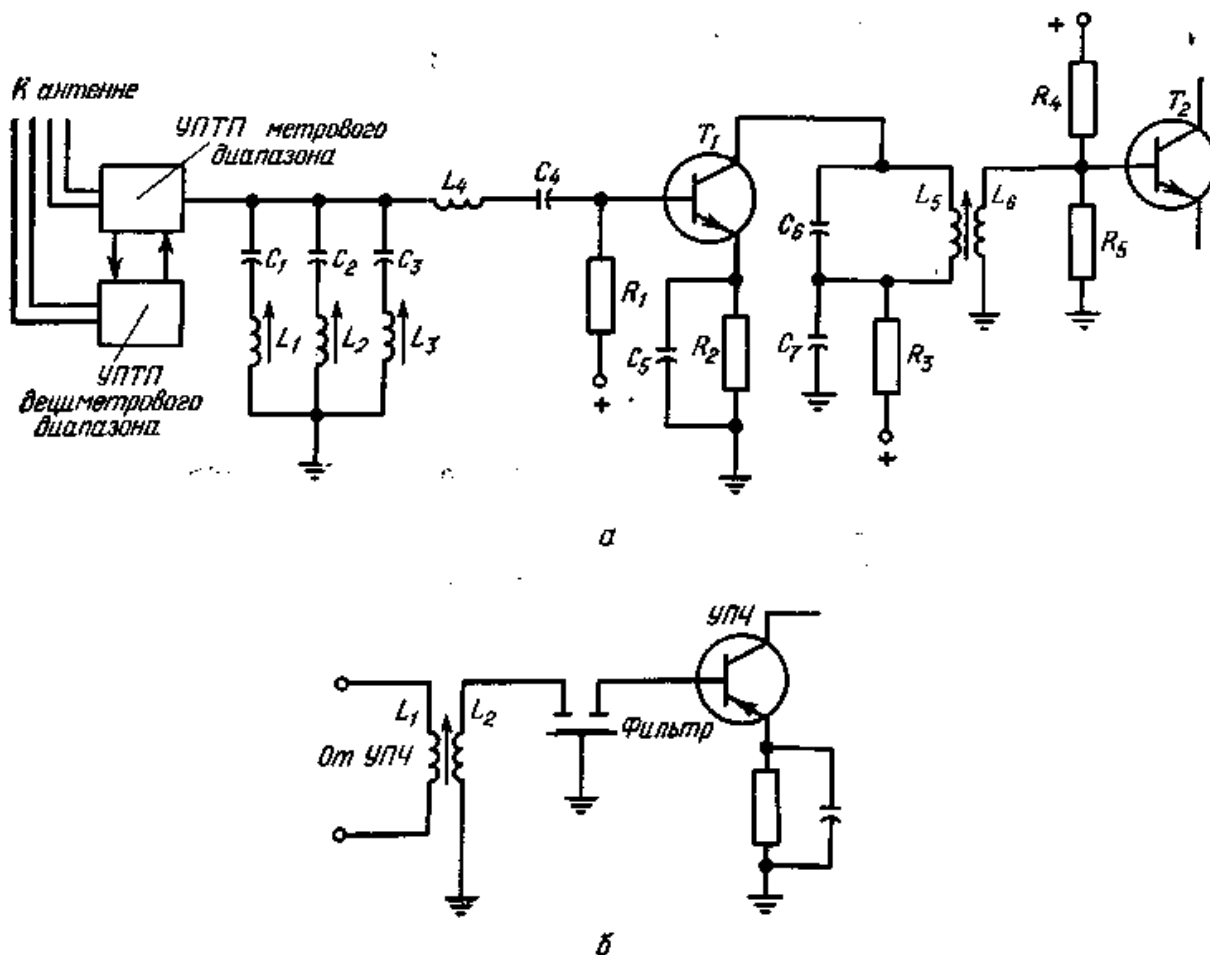 К антенне
УПТП метрового
диапазона
УПТП
дециметрового
диапазона
C1
C2
C3
L1
L2
L3
L4
C4
R1
+
T1
C5
R2
C6
C7
R3
+
L5
L6
+
R4
R5
T2
а
От УПЧ
L1
L2
Фильтр
УПЧ
б